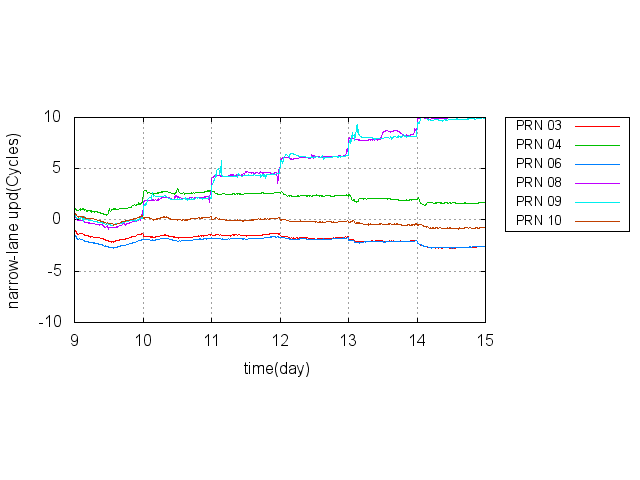 10
5
0
-5
-10
narrow-lane upd(Cycles)
9 10 11 12 13 14 15
time(day)
PRN 03
PRN 04
PRN 06
PRN 08
PRN 09
PRN 10